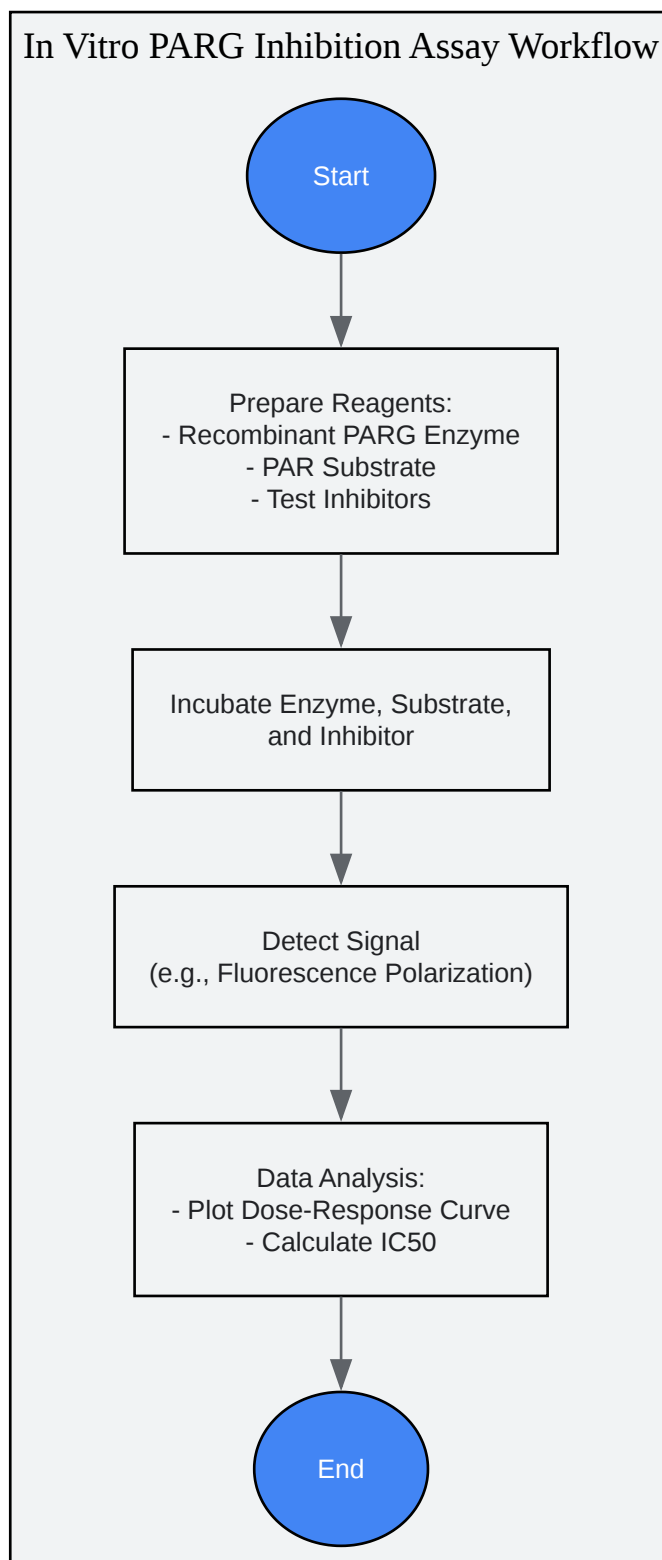 In Vitro PARG Inhibition Assay Workflow
Start
Prepare Reagents:
- Recombinant PARG Enzyme
- PAR Substrate
- Test Inhibitors
Incubate Enzyme, Substrate,
and Inhibitor
Detect Signal
(e.g., Fluorescence Polarization)
Data Analysis:
- Plot Dose-Response Curve
- Calculate IC50
End